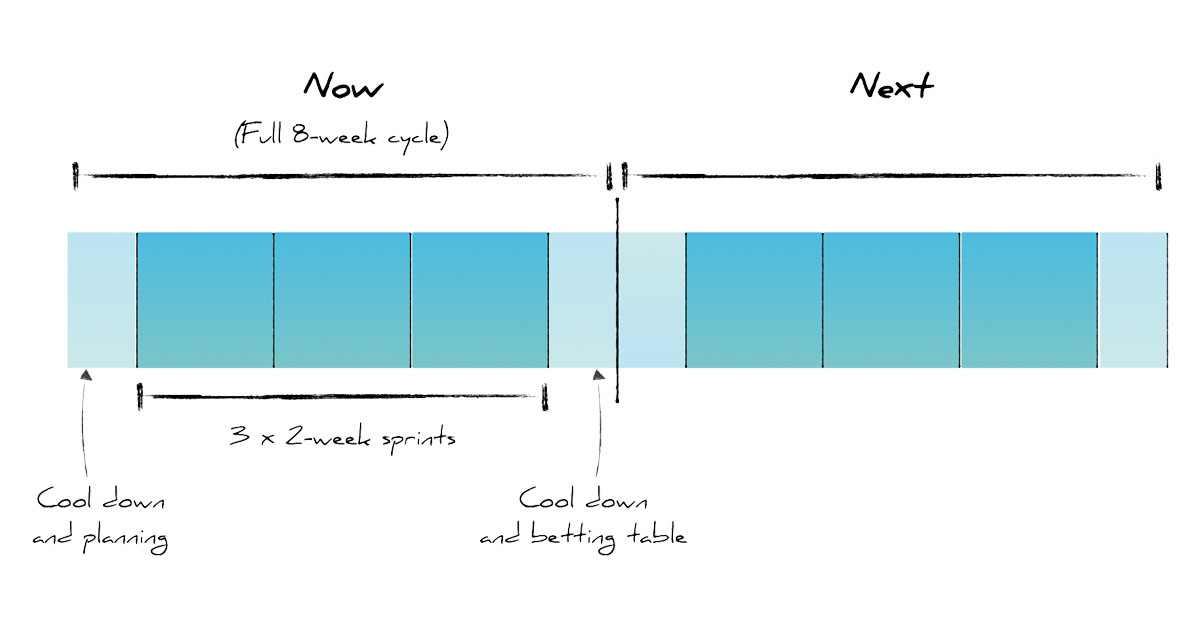 Now
Next
(Full 8-week cycle)
3 x 2-week sprints
Cool down
and planning
Cool down
and betting table